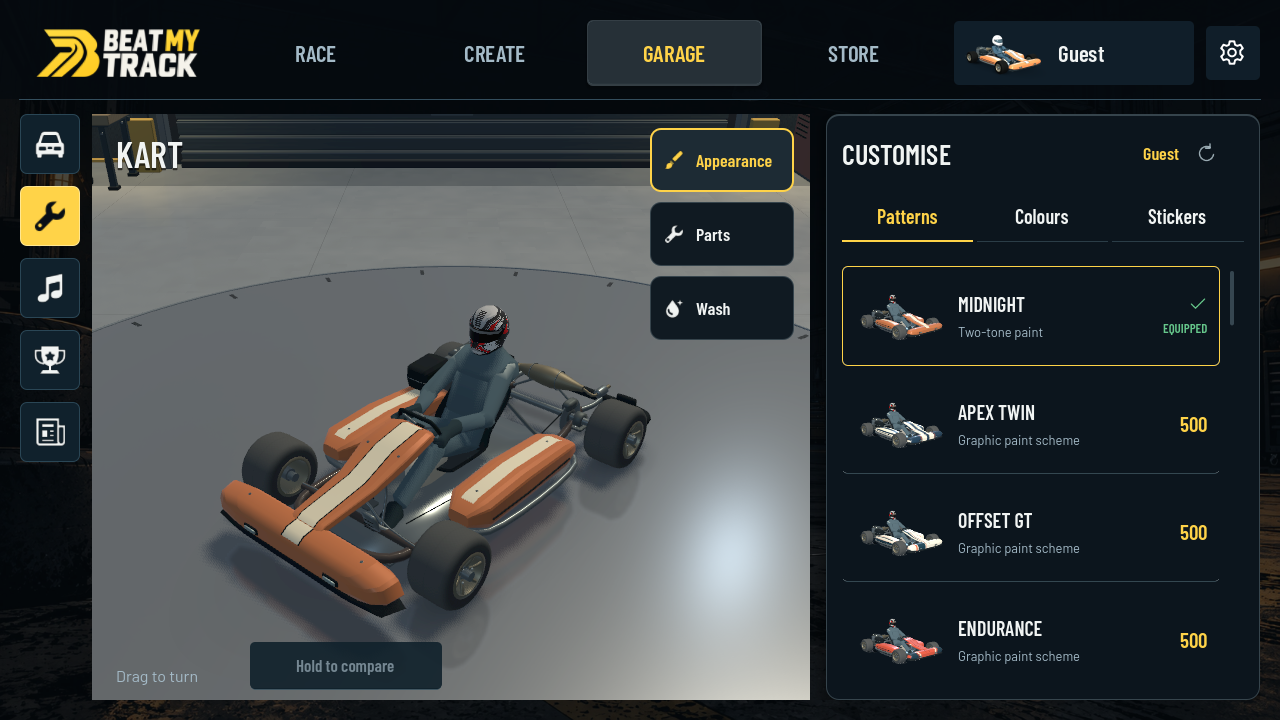 BEATMY
TRACK
RACE
CREATE
GARAGE
STORE
Guest
KART
Appearance
Parts
Wash
Drag to turn
Hold to compare
CUSTOMISE
Guest
Patterns
Colours
Stickers
MIDNIGHT
Two-tone paint
EQUIPPED
APEX TWIN
Graphic paint scheme
500
OFFSET GT
Graphic paint scheme
500
ENDURANCE
Graphic paint scheme
500